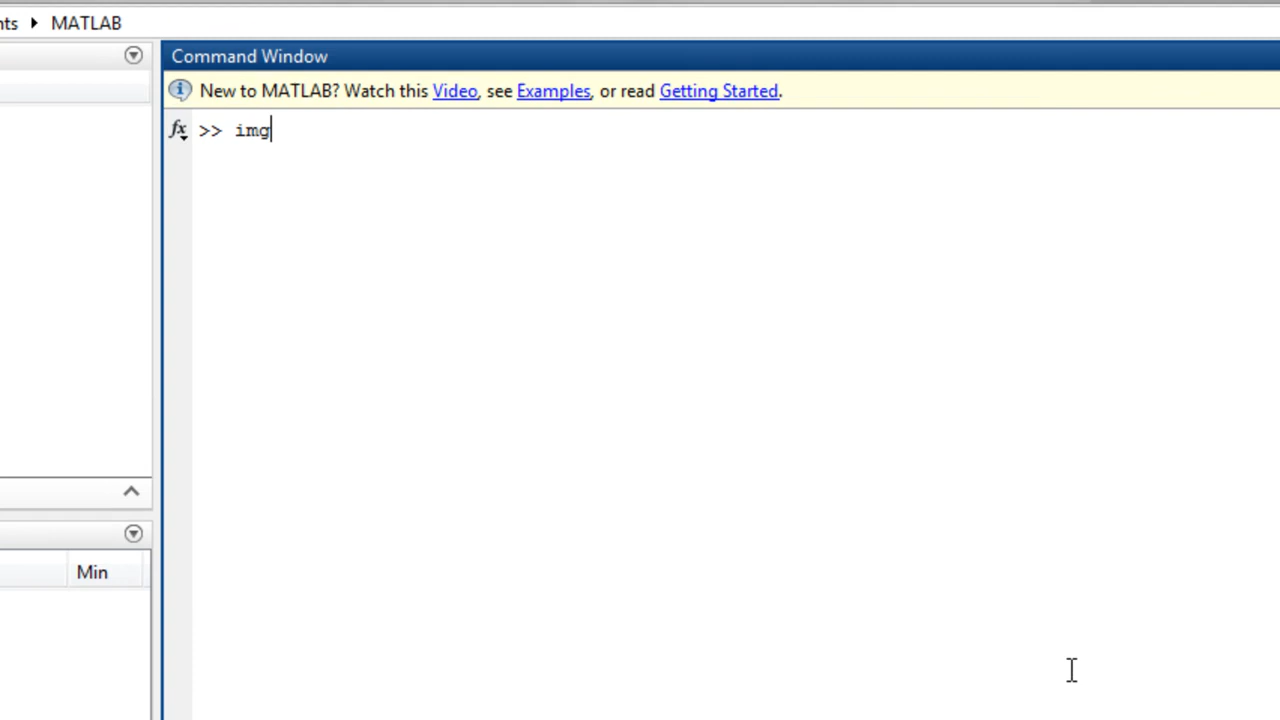 nts MATLAB
Command Window
New to MATLAB? Watch this Video, see Examples, or read Getting Started.
fx >> img
Min